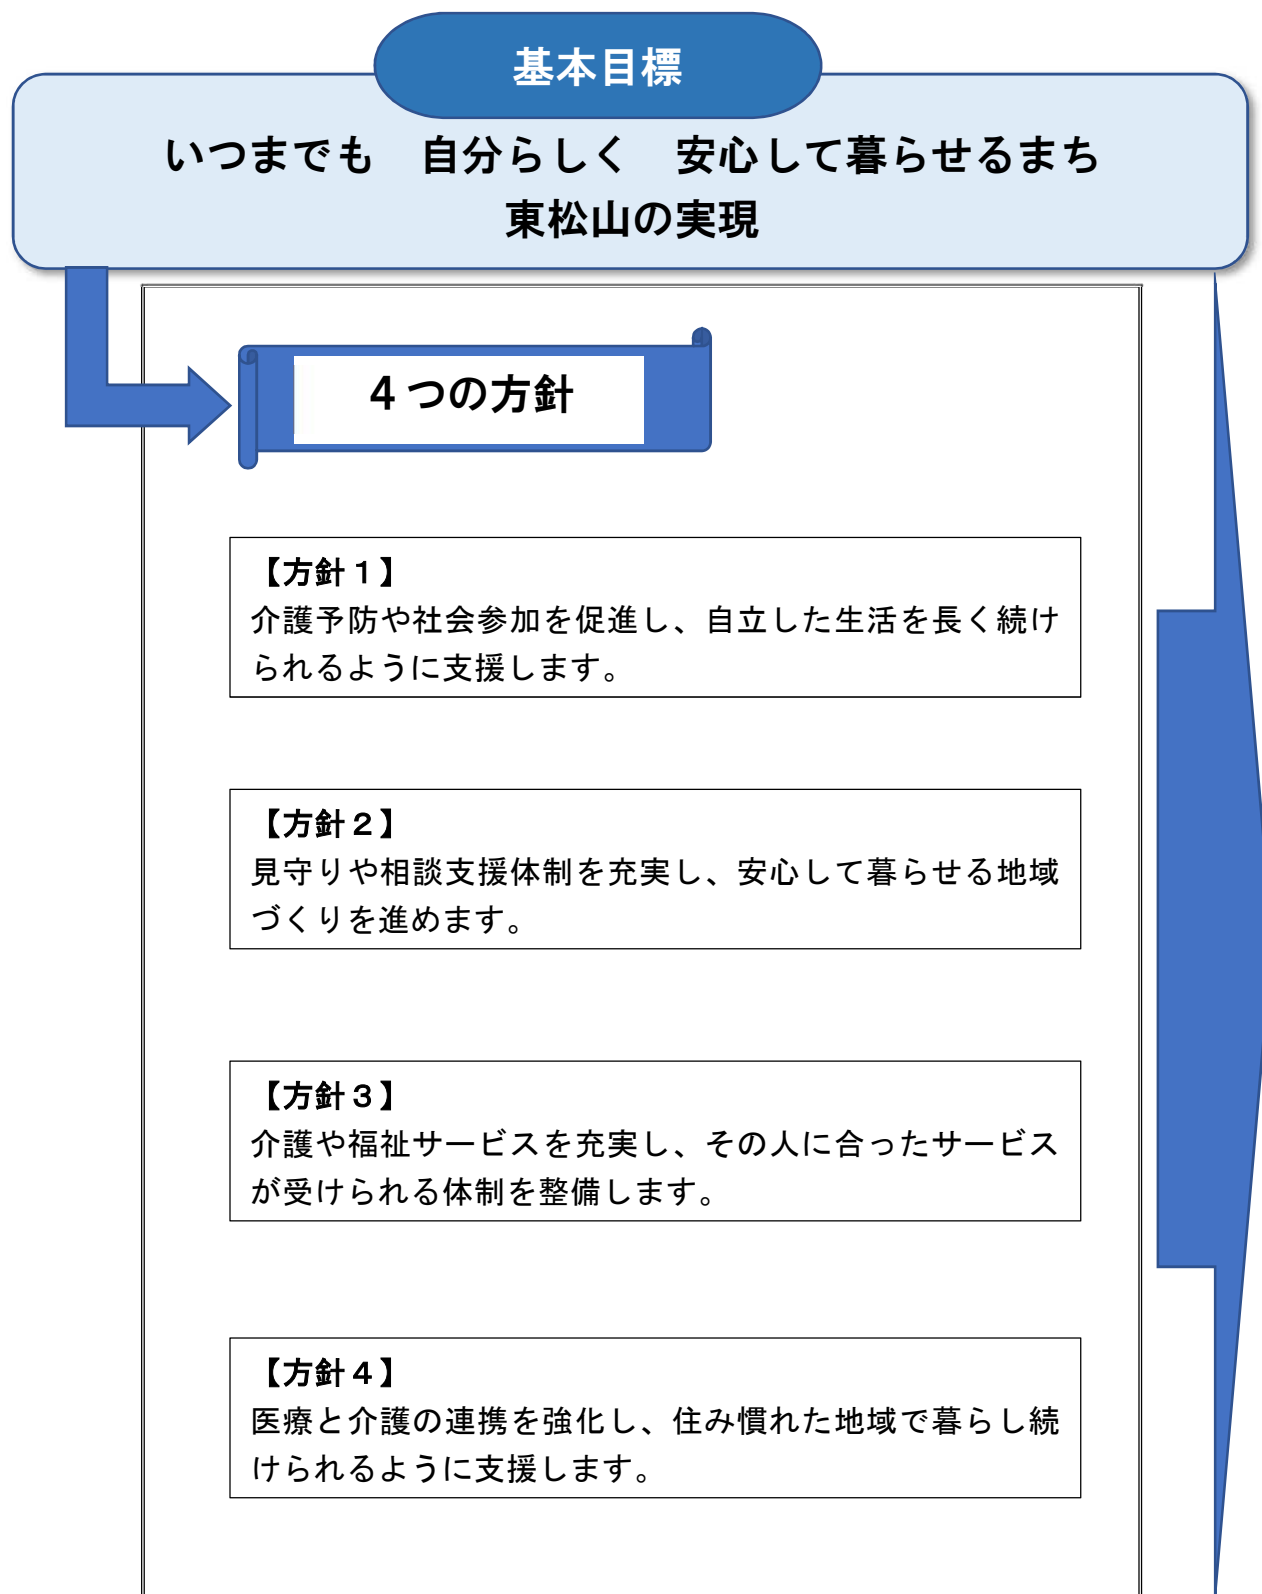 基本目標
いつまでも　自分らしく　安心して暮らせるまち
東松山の実現
４つの方針
【方針１】
介護予防や社会参加を促進し、自立した生活を長く続け
られるように支援します。
【方針２】
見守りや相談支援体制を充実し、安心して暮らせる地域
づくりを進めます。
【方針３】
介護や福祉サービスを充実し、その人に合ったサービス
が受けられる体制を整備します。
【方針４】
医療と介護の連携を強化し、住み慣れた地域で暮らし続
けられるように支援します。